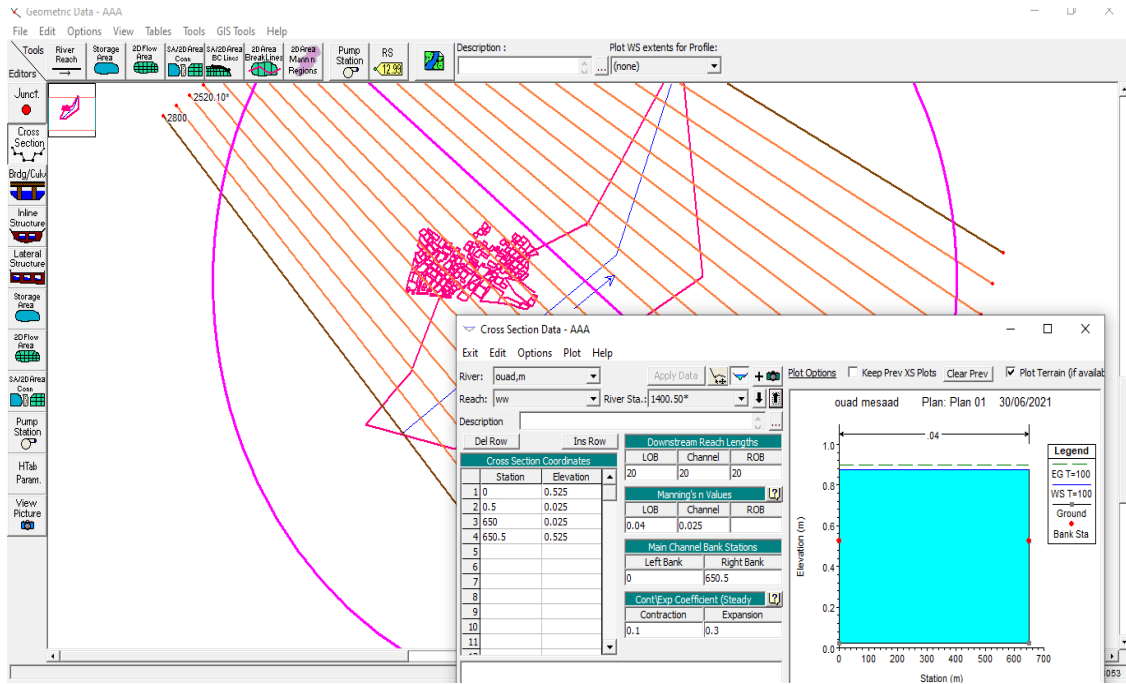 Geometric Data - AAA
File Edit Options View Tables Tools GIS Tools Help
Tools
Editors
River
Reach
Storage
Area
2D Flow
Area
SA/2D Area
Conn
SA/2D Area
BC Lines
2D Area
BreakLines
2D Area
Mann n
Regions
Pump
Station
RS
12.99
Description :
...
Plot WS extents for Profile:
(none)
Junct.
Cross
Section
Brdg/Culv
Inline
Structure
Lateral
Structure
Storage
Area
2D Flow
Area
SA/2D Area
Conn
Pump
Station
HTab
Param.
View
Picture
2520.10*
2800
Cross Section Data - AAA
Exit Edit Options Plot Help
River: ouad,m Apply Data
Reach: ww River Sta.: 1400.50*
Description ...
Del Row Ins Row
Cross Section Coordinates
Station Elevation
1 0 0.525
2 0.5 0.025
3 650 0.025
4 650.5 0.525
5
6
7
8
9
10
11
Downstream Reach Lengths
LOB Channel ROB
20 20 20
Manning's n Values ?
LOB Channel ROB
0.04 0.025
Main Channel Bank Stations
Left Bank Right Bank
0 650.5
Cont\Exp Coefficient (Steady ?
Contraction Expansion
0.1 0.3
Plot Options Keep Prev XS Plots Clear Prev Plot Terrain (if availab
ouad mesaad Plan: Plan 01 30/06/2021
.04
1.0
0.8
0.6
0.4
0.2
0.0
Elevation (m)
0 100 200 300 400 500 600 700
Station (m)
Legend
EG T=100
WS T=100
Ground
Bank Sta
053